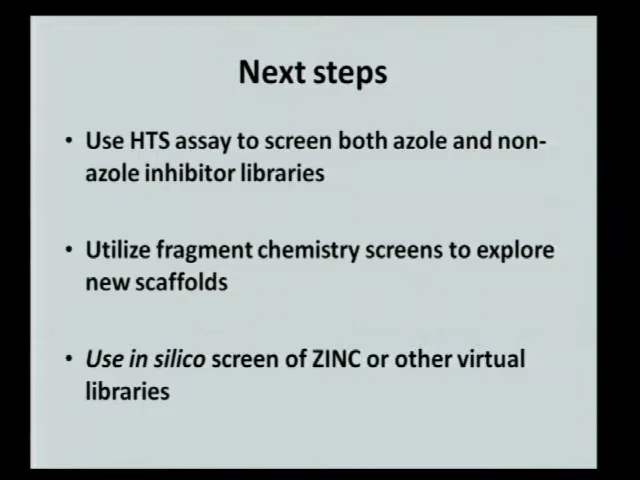 Next steps
• Use HTS assay to screen both azole and non-
azole inhibitor libraries
• Utilize fragment chemistry screens to explore
new scaffolds
• Use in silico screen of ZINC or other virtual
libraries